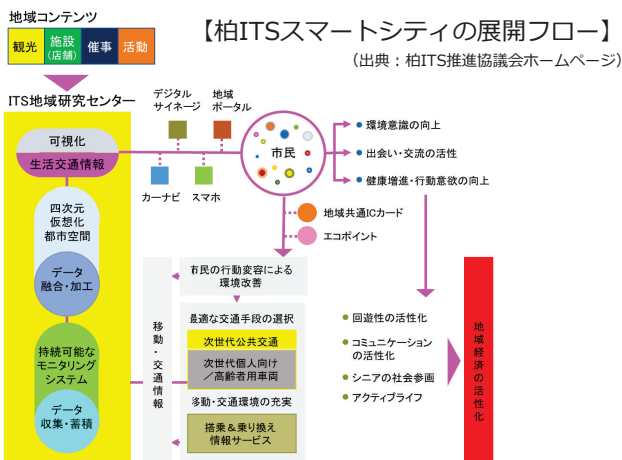 地域コンテンツ
観光
施設
(店舗)
催事
活動
【柏ITSスマートシティの展開フロー】
(出典：柏ITS推進協議会ホームページ)
ITS地域研究センター
可視化
生活交通情報
四次元
仮想化
都市空間
データ
融合・加工
持続可能な
モニタリング
システム
データ
収集・蓄積
デジタル
サイネージ
地域
ポータル
カーナビ
スマホ
市民
環境意識の向上
出会い・交流の活性
健康増進・行動意欲の向上
地域共通ICカード
エコポイント
市民の行動変容による
環境改善
移動・交通情報
最適な交通手段の選択
次世代公共交通
次世代個人向け
／高齢者用車両
移動・交通環境の充実
搭乗＆乗り換え
情報サービス
回遊性の活性化
コミュニケーション
の活性化
シニアの社会参画
アクティブライフ
地域経済の活性化